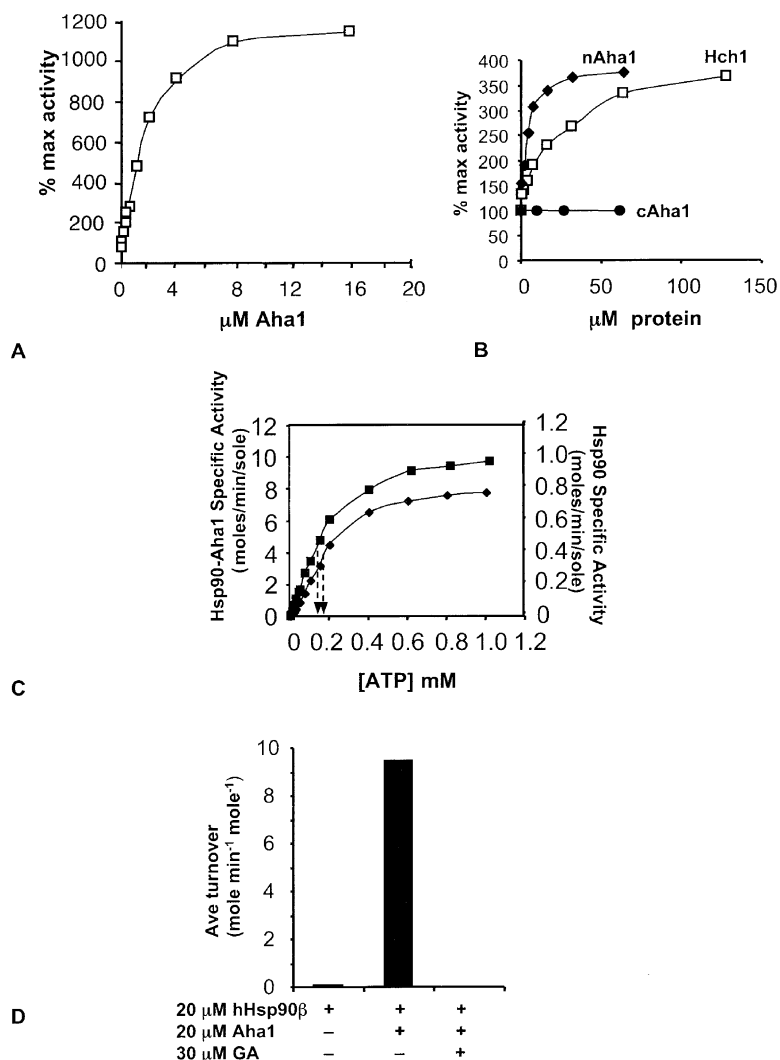 1200
1000
800
600
400
200
0
% max activity
0 4 8 12 16 20
μM Aha1
A
400
350
300
250
200
150
100
50
0
% max activity
nAha1
Hch1
cAha1
0 50 100 150
μM protein
B
Hsp90-Aha1 Specific Activity
(moles/min/sole)
12
10
8
6
4
2
0
1.2
1.0
0.8
0.6
0.4
0.2
0
Hsp90 Specific Activity
(moles/min/sole)
0 0.2 0.4 0.6 0.8 1.0 1.2
[ATP] mM
C
Ave turnover
(mole min⁻¹ mole⁻¹)
10
8
6
4
2
0
20 μM hHsp90β + + +
D
20 μM Aha1 – + +
30 μM GA – – +